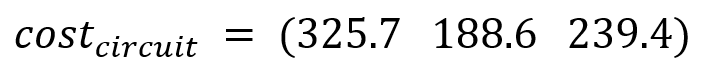 cost_circuit = (325.7 188.6 239.4)